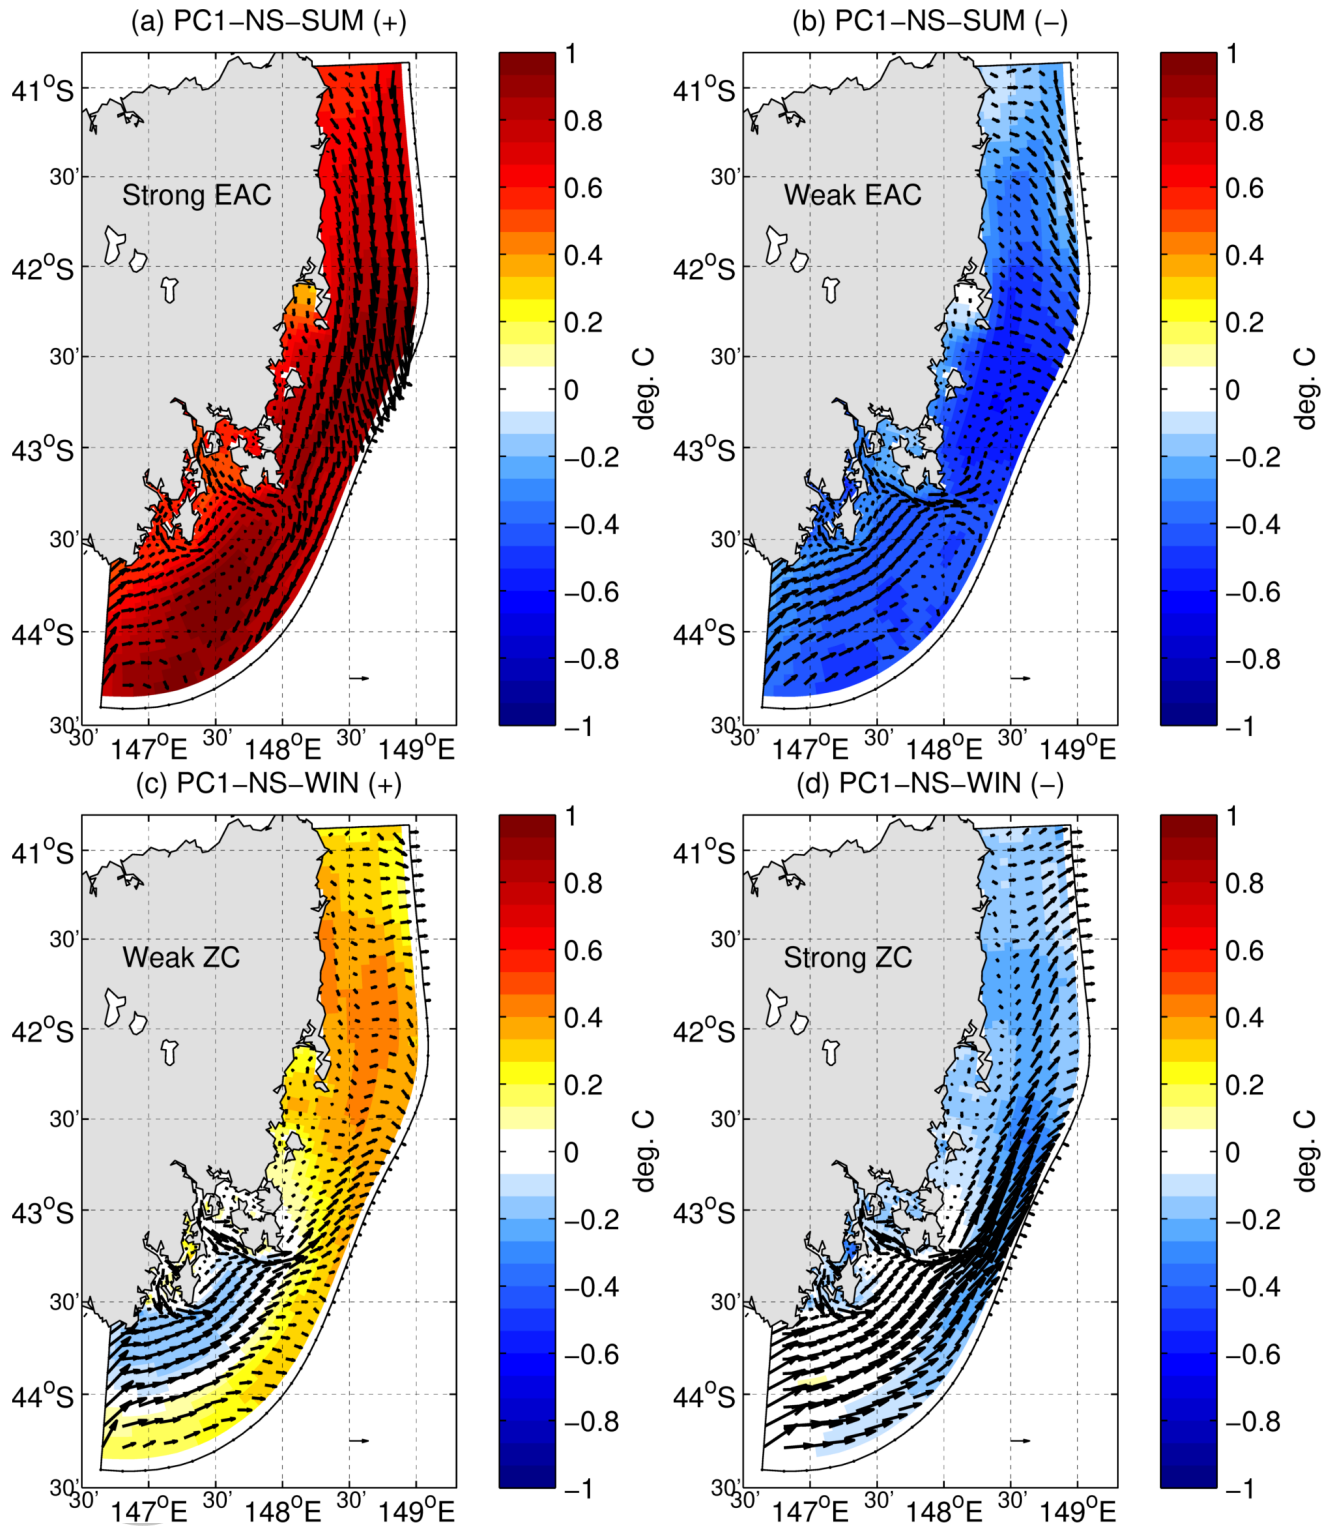 (a) PC1−NS−SUM (+)
(b) PC1−NS−SUM (−)
41°S
30'
42°S
30'
43°S
30'
44°S
30'
30'
147°E
30'
148°E
30'
149°E
Strong EAC
1
0.8
0.6
0.4
0.2
0
−0.2
−0.4
−0.6
−0.8
−1
deg. C
41°S
30'
42°S
30'
43°S
30'
44°S
30'
30'
147°E
30'
148°E
30'
149°E
Weak EAC
1
0.8
0.6
0.4
0.2
0
−0.2
−0.4
−0.6
−0.8
−1
deg. C
(c) PC1−NS−WIN (+)
(d) PC1−NS−WIN (−)
41°S
30'
42°S
30'
43°S
30'
44°S
30'
30'
147°E
30'
148°E
30'
149°E
Weak ZC
1
0.8
0.6
0.4
0.2
0
−0.2
−0.4
−0.6
−0.8
−1
deg. C
41°S
30'
42°S
30'
43°S
30'
44°S
30'
30'
147°E
30'
148°E
30'
149°E
Strong ZC
1
0.8
0.6
0.4
0.2
0
−0.2
−0.4
−0.6
−0.8
−1
deg. C